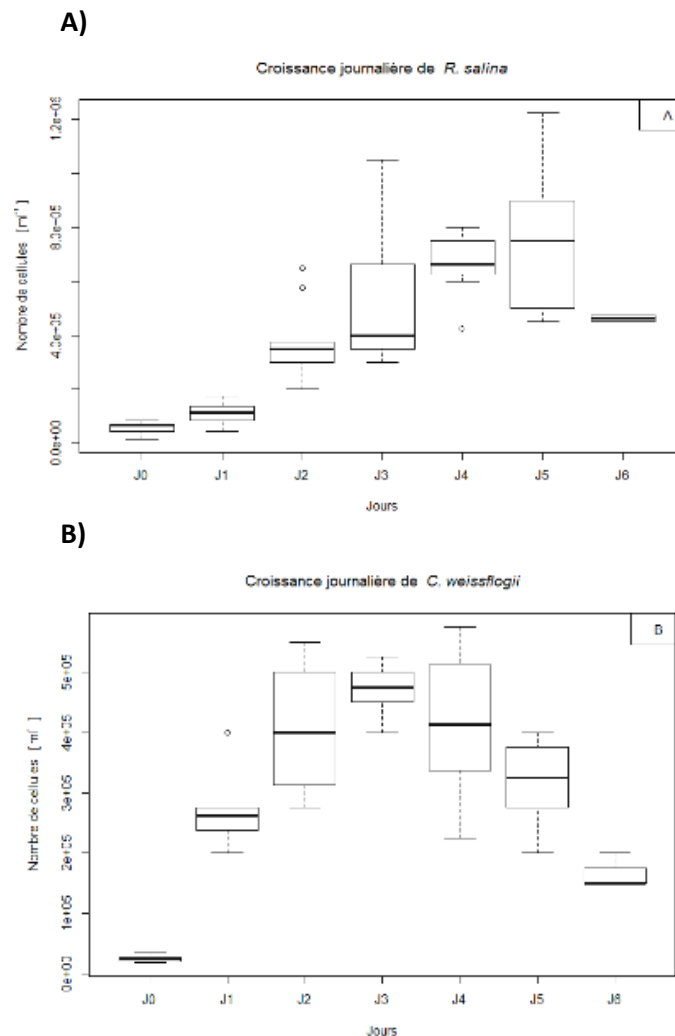 A)
Croissance journalière de R. salina
A
Nombre de cellules [ml⁻¹]
1.2e+06
8.0e+05
4.0e+05
0.0e+00
J0 J1 J2 J3 J4 J5 J6
Jours
B)
Croissance journalière de C. weissflogii
B
Nombre de cellules [ml⁻¹]
5e+05
4e+05
3e+05
2e+05
1e+05
0e+00
J0 J1 J2 J3 J4 J5 J6
Jours